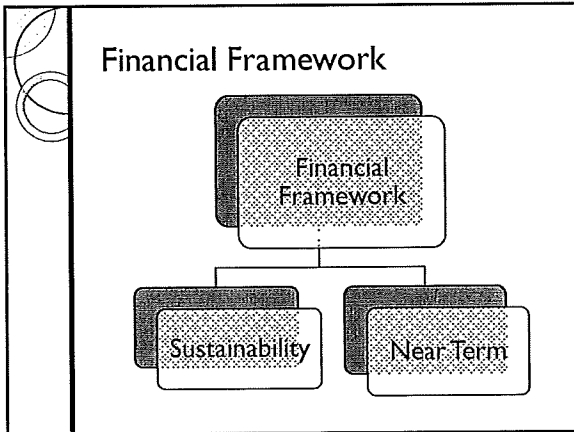 Financial Framework
Financial
Framework
Sustainability
Near Term